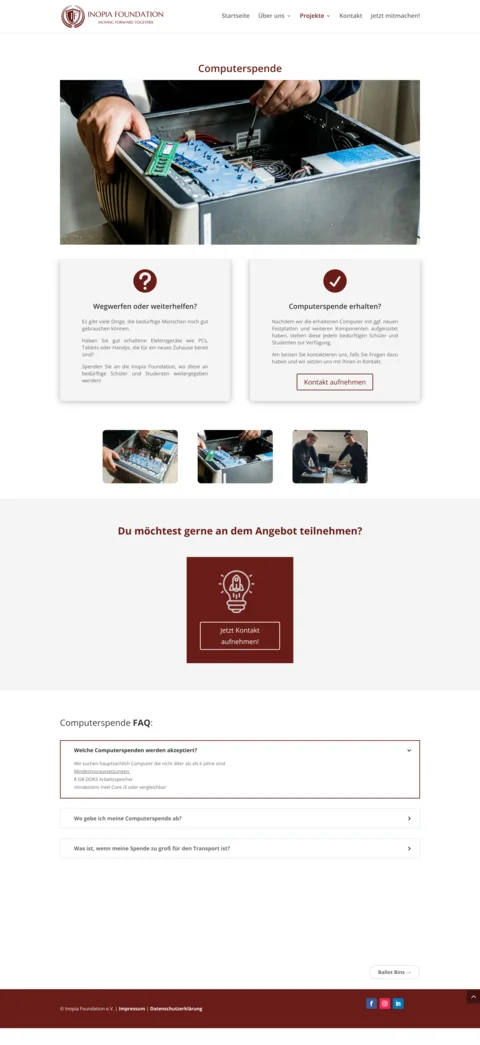 INOPIA FOUNDATION
MOVING FORWARD TOGETHER
Startseite Über uns Projekte Kontakt Jetzt mitmachen!
Computerspende
Wegwerfen oder weiterhelfen?
Es gibt viele Dinge, die bedürftige Menschen noch gut
gebrauchen können.
Haben Sie gut erhaltene Elektrogeräte wie PCs,
Tablets oder Handys, die für ein neues Zuhause bereit
sind?
Spenden Sie an die Inopia Foundation, wo diese an
bedürftige Schüler und Studenten weitergegeben
werden!
Computerspende erhalten?
Nachdem wir die erhaltenen Computer mit ggf. neuen
Festplatten und weiteren Komponenten aufgerüstet
haben, stehen diese jedem bedürftigen Schüler und
Studenten zur Verfügung.
Am besten Sie kontaktieren uns, falls Sie Fragen dazu
haben und wir setzen uns mit Ihnen in Kontakt.
Kontakt aufnehmen
Du möchtest gerne an dem Angebot teilnehmen?
Jetzt Kontakt
aufnehmen!
Computerspende FAQ:
Welche Computerspenden werden akzeptiert?
Wir suchen hauptsächlich Computer die nicht älter als als 6 Jahre sind
Mindestvoraussetzungen:
8 GB DDR3 Arbeitsspeicher
mindestens Intel Core i3 oder vergleichbar
Wo gebe ich meine Computerspende ab?
Was ist, wenn meine Spende zu groß für den Transport ist?
Ballot Bins →
© Inopia Foundation e.V. | Impressum | Datenschutzerklärung